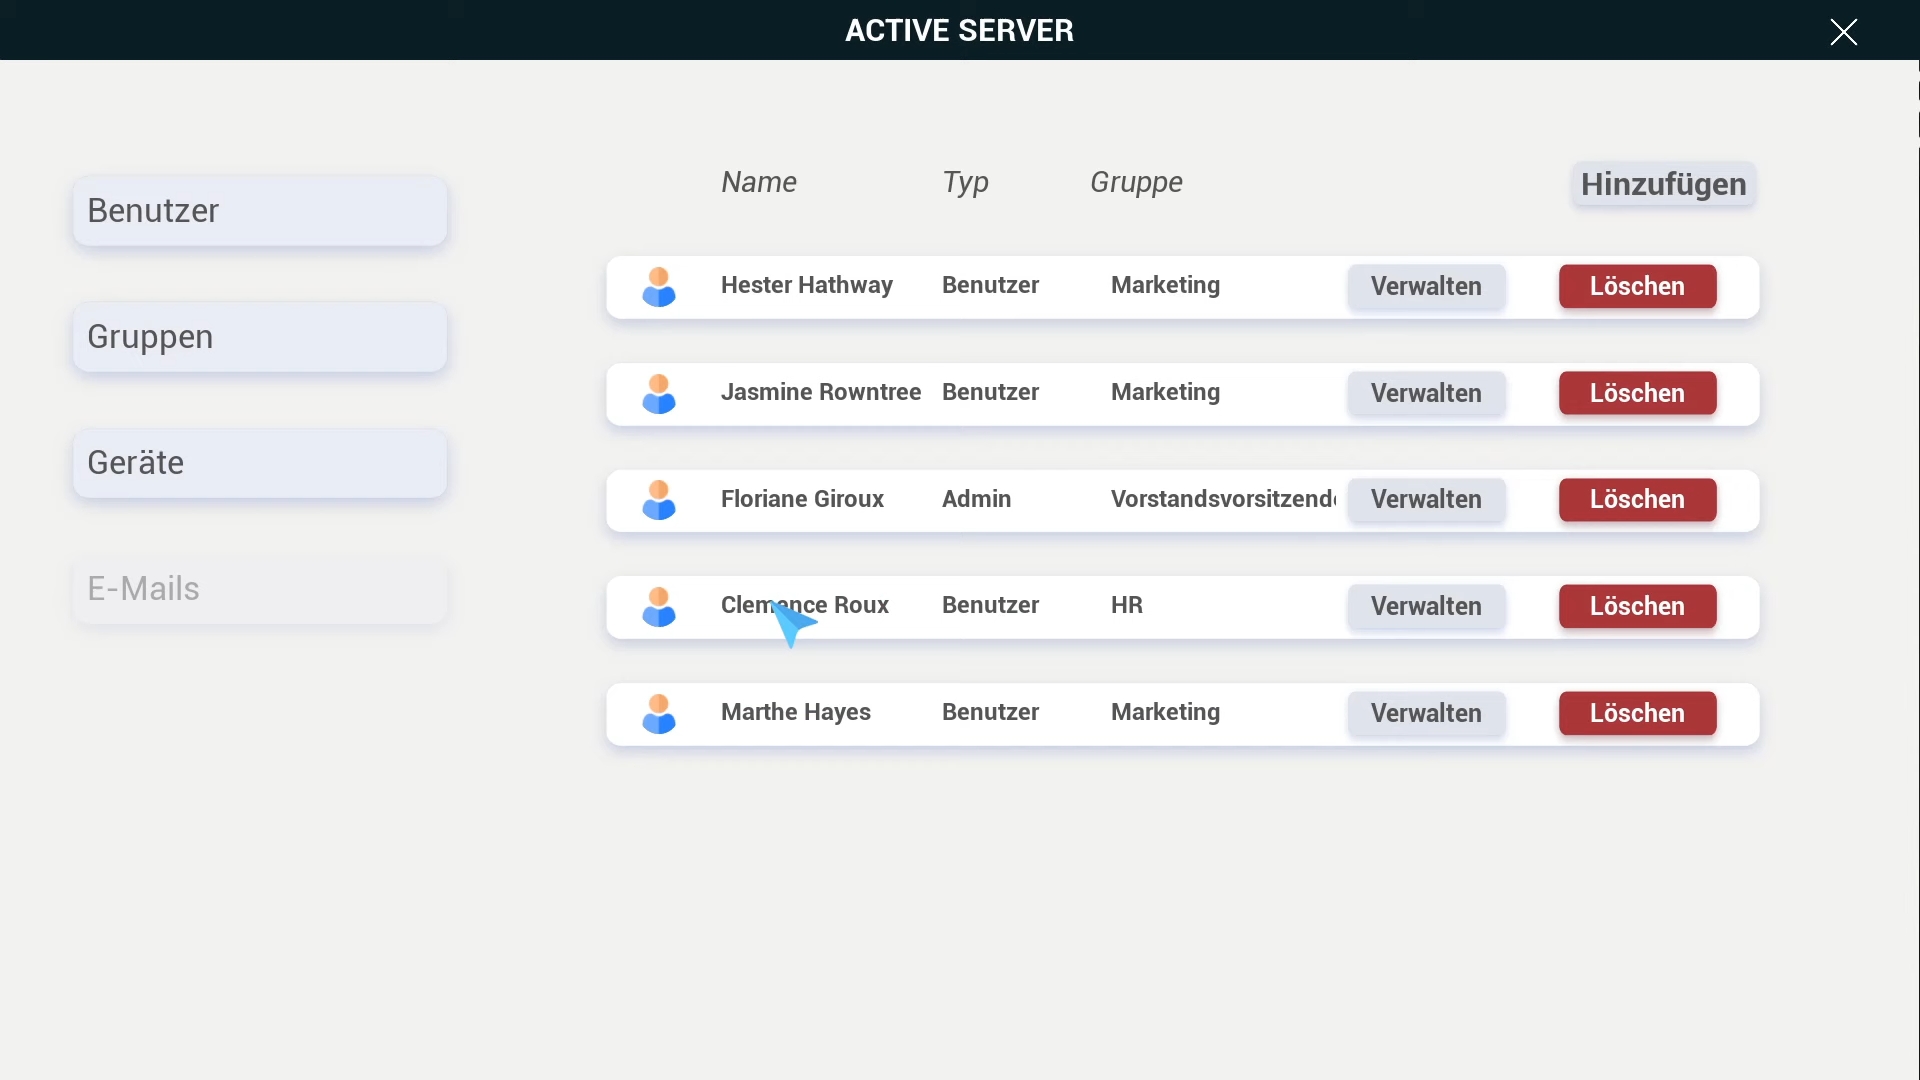 ACTIVE SERVER
Benutzer
Gruppen
Geräte
E-Mails
Name Typ Gruppe Hinzufügen
Hester Hathway Benutzer Marketing Verwalten Löschen
Jasmine Rowntree Benutzer Marketing Verwalten Löschen
Floriane Giroux Admin Vorstandsvorsitzende Verwalten Löschen
Clemence Roux Benutzer HR Verwalten Löschen
Marthe Hayes Benutzer Marketing Verwalten Löschen